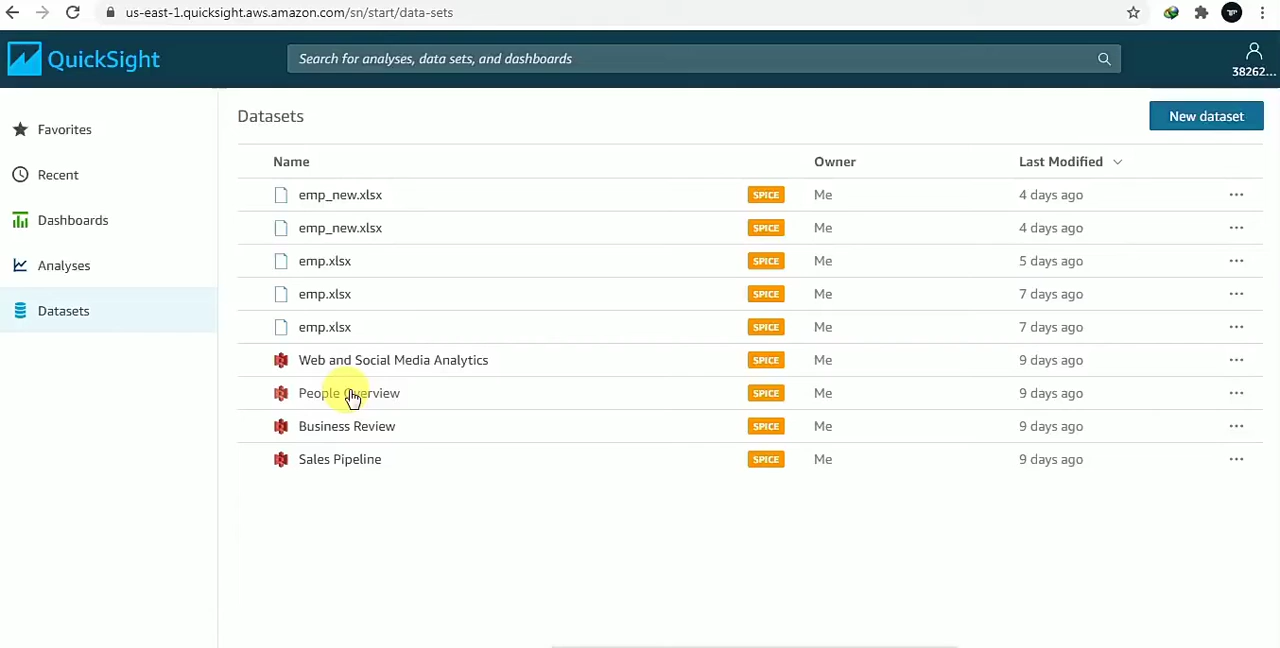 us-east-1.quicksight.aws.amazon.com/sn/start/data-sets
QuickSight
Search for analyses, data sets, and dashboards
38262...
Favorites
Recent
Dashboards
Analyses
Datasets
Datasets
New dataset
Name Owner Last Modified
emp_new.xlsx SPICE Me 4 days ago
emp_new.xlsx SPICE Me 4 days ago
emp.xlsx SPICE Me 5 days ago
emp.xlsx SPICE Me 7 days ago
emp.xlsx SPICE Me 7 days ago
Web and Social Media Analytics SPICE Me 9 days ago
People Overview SPICE Me 9 days ago
Business Review SPICE Me 9 days ago
Sales Pipeline SPICE Me 9 days ago